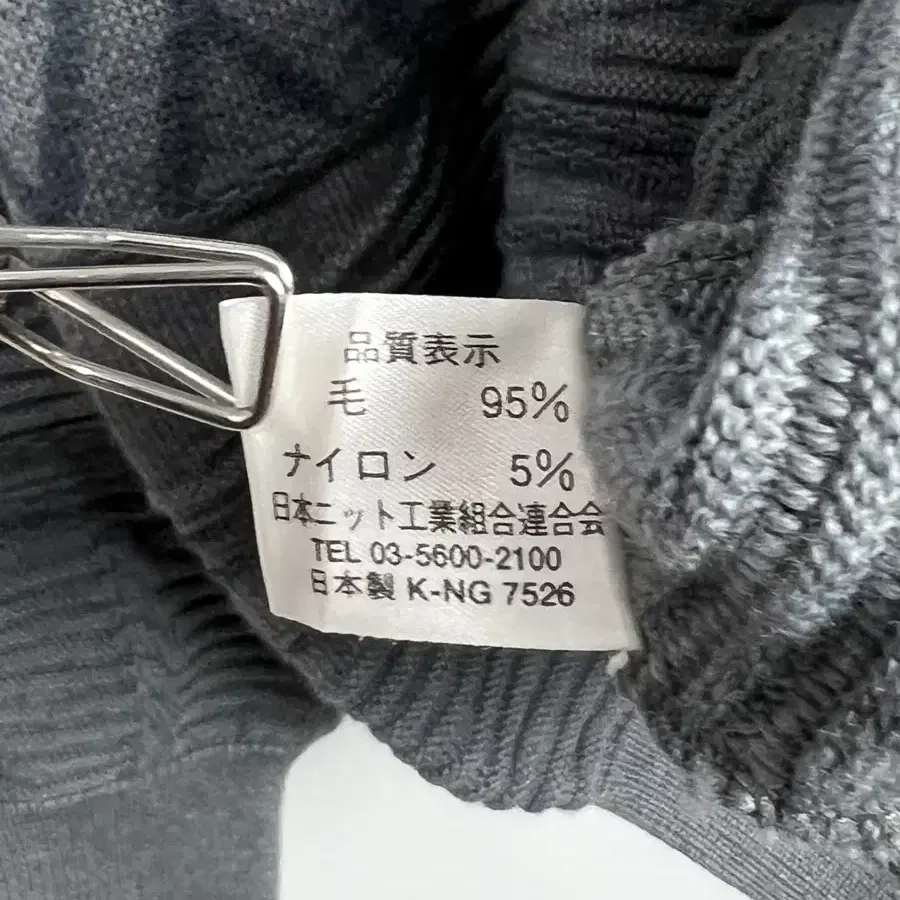 品質表示
毛 95%
ナイロン 5%
日本ニット工業組合連合会
TEL 03-5600-2100
日本製 K-NG 7526